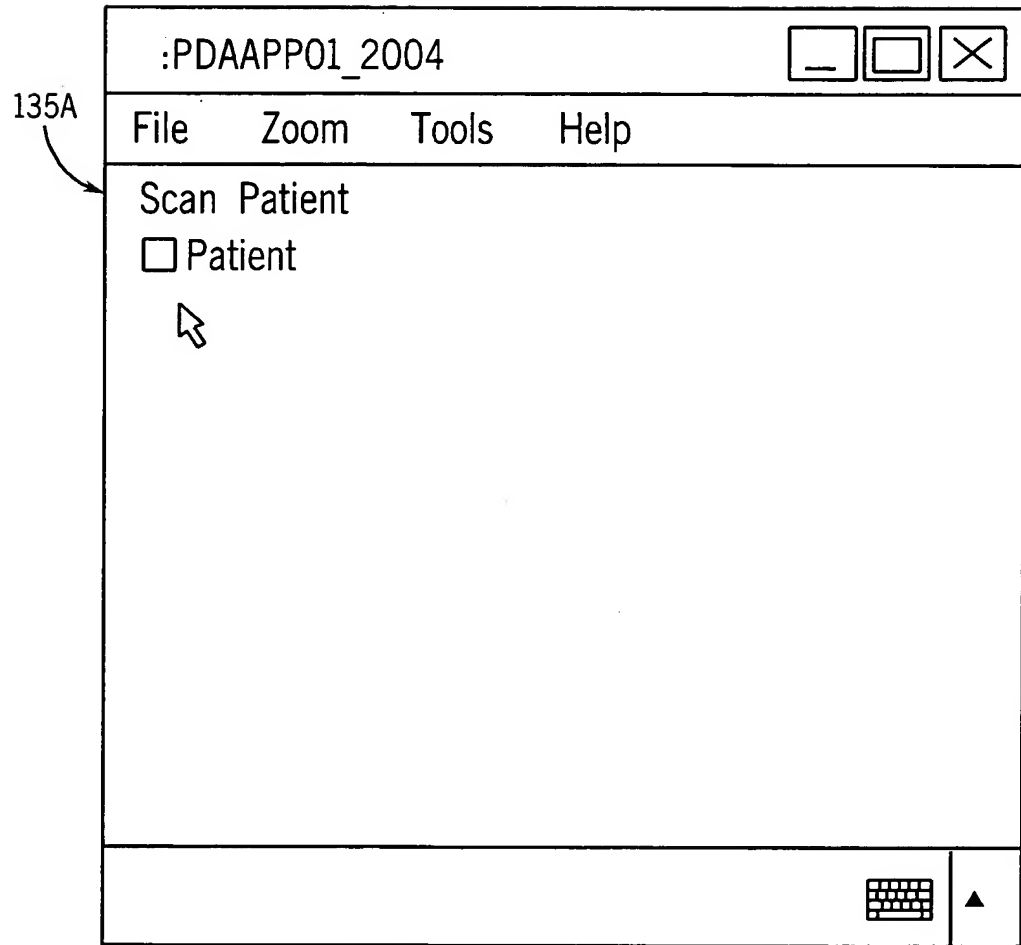 :PDAAPP01_2004
135A
File Zoom Tools Help
Scan Patient
Patient